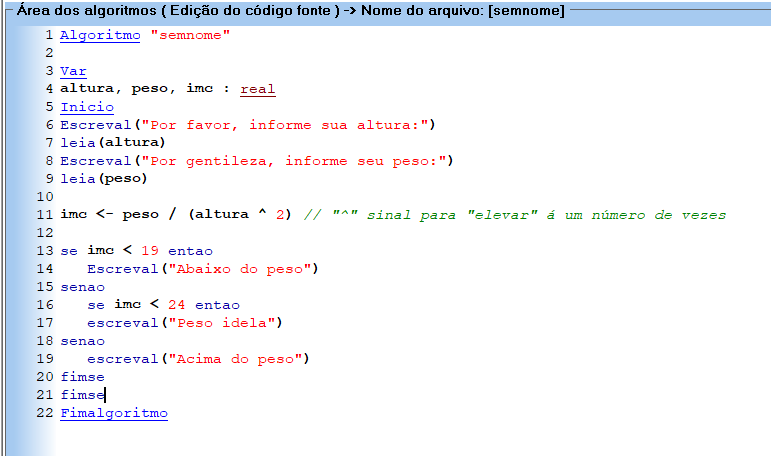 Área dos algoritmos ( Edição do código fonte ) -> Nome do arquivo: [semnome]
1 Algoritmo "semnome"
2
3 Var
4 altura, peso, imc : real
5 Inicio
6 Escreval("Por favor, informe sua altura:")
7 leia(altura)
8 Escreval("Por gentileza, informe seu peso:")
9 leia(peso)
10
11 imc <- peso / (altura ^ 2) // "^" sinal para "elevar" á um número de vezes
12
13 se imc < 19 entao
14    Escreval("Abaixo do peso")
15 senao
16    se imc < 24 entao
17    escreval("Peso idela")
18 senao
19    escreval("Acima do peso")
20 fimse
21 fimse
22 Fimalgoritmo